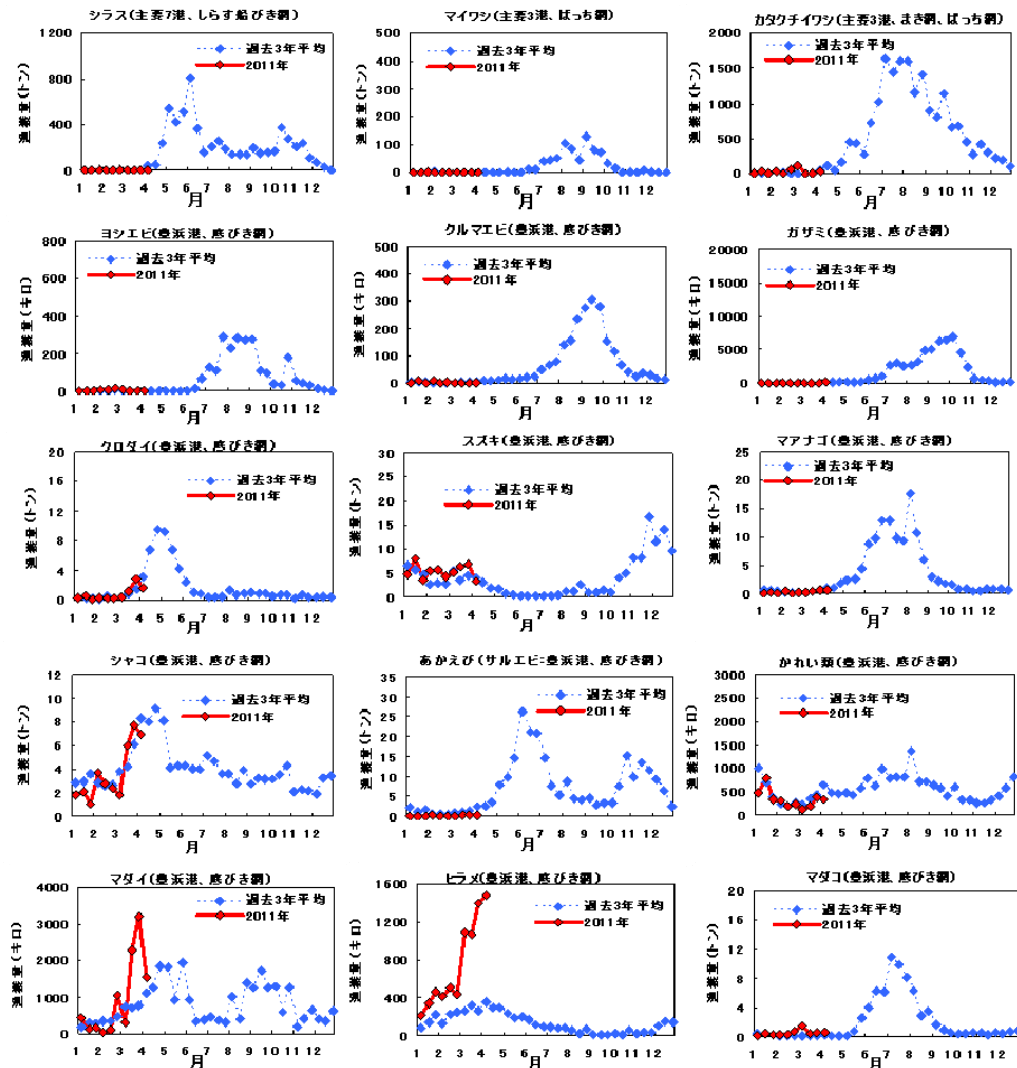 シラス(主要7港、しらす船びき網)
漁獲量(トン)
1200
800
400
0
過去3年平均
2011年
1 2 3 4 5 6 7 8 9 10 11 12
月
マイワシ(主要3港、ぱっち網)
500
400
300
200
100
0
過去3年平均
2011年
1 2 3 4 5 6 7 8 9 10 11 12
月
カタクチイワシ(主要3港、まき網、ぱっち網)
漁獲量(トン)
2000
1500
1000
500
0
過去3年平均
2011年
1 2 3 4 5 6 7 8 9 10 11 12
月
ヨシエビ(豊浜港、底びき網)
漁獲量(キロ)
800
600
400
200
0
過去3年平均
2011年
1 2 3 4 5 6 7 8 9 10 11 12
月
クルマエビ(豊浜港、底びき網)
漁獲量(キロ)
500
400
300
200
100
0
過去3年平均
2011年
1 2 3 4 5 6 7 8 9 10 11 12
月
ガザミ(豊浜港、底びき網)
漁獲量(キロ)
20000
15000
10000
5000
0
過去3年平均
2011年
1 2 3 4 5 6 7 8 9 10 11 12
月
クロダイ(豊浜港、底びき網)
漁獲量(トン)
20
16
12
8
4
0
過去3年平均
2011年
1 2 3 4 5 6 7 8 9 10 11 12
月
スズキ(豊浜港、底びき網)
漁獲量(トン)
30
25
20
15
10
5
0
過去3年平均
2011年
1 2 3 4 5 6 7 8 9 10 11 12
月
マアナゴ(豊浜港、底びき網)
漁獲量(トン)
25
20
15
10
5
0
過去3年平均
2011年
1 2 3 4 5 6 7 8 9 10 11 12
月
シャコ(豊浜港、底びき網)
漁獲量(トン)
12
10
8
6
4
2
0
過去3年平均
2011年
1 2 3 4 5 6 7 8 9 10 11 12
月
あかえび(サルエビ:豊浜港、底びき網)
漁獲量(トン)
35
30
25
20
15
10
5
0
過去3年平均
2011年
1 2 3 4 5 6 7 8 9 10 11 12
月
かれい類(豊浜港、底びき網)
漁獲量(キロ)
3000
2500
2000
1500
1000
500
0
過去3年平均
2011年
1 2 3 4 5 6 7 8 9 10 11 12
月
マダイ(豊浜港、底びき網)
漁獲量(キロ)
4000
3000
2000
1000
0
過去3年平均
2011年
1 2 3 4 5 6 7 8 9 10 11 12
月
ヒラメ(豊浜港、底びき網)
漁獲量(キロ)
1600
1200
800
400
0
過去3年平均
2011年
1 2 3 4 5 6 7 8 9 10 11 12
月
マダコ(豊浜港、底びき網)
漁獲量(トン)
20
16
12
8
4
0
過去3年平均
2011年
1 2 3 4 5 6 7 8 9 10 11 12
月